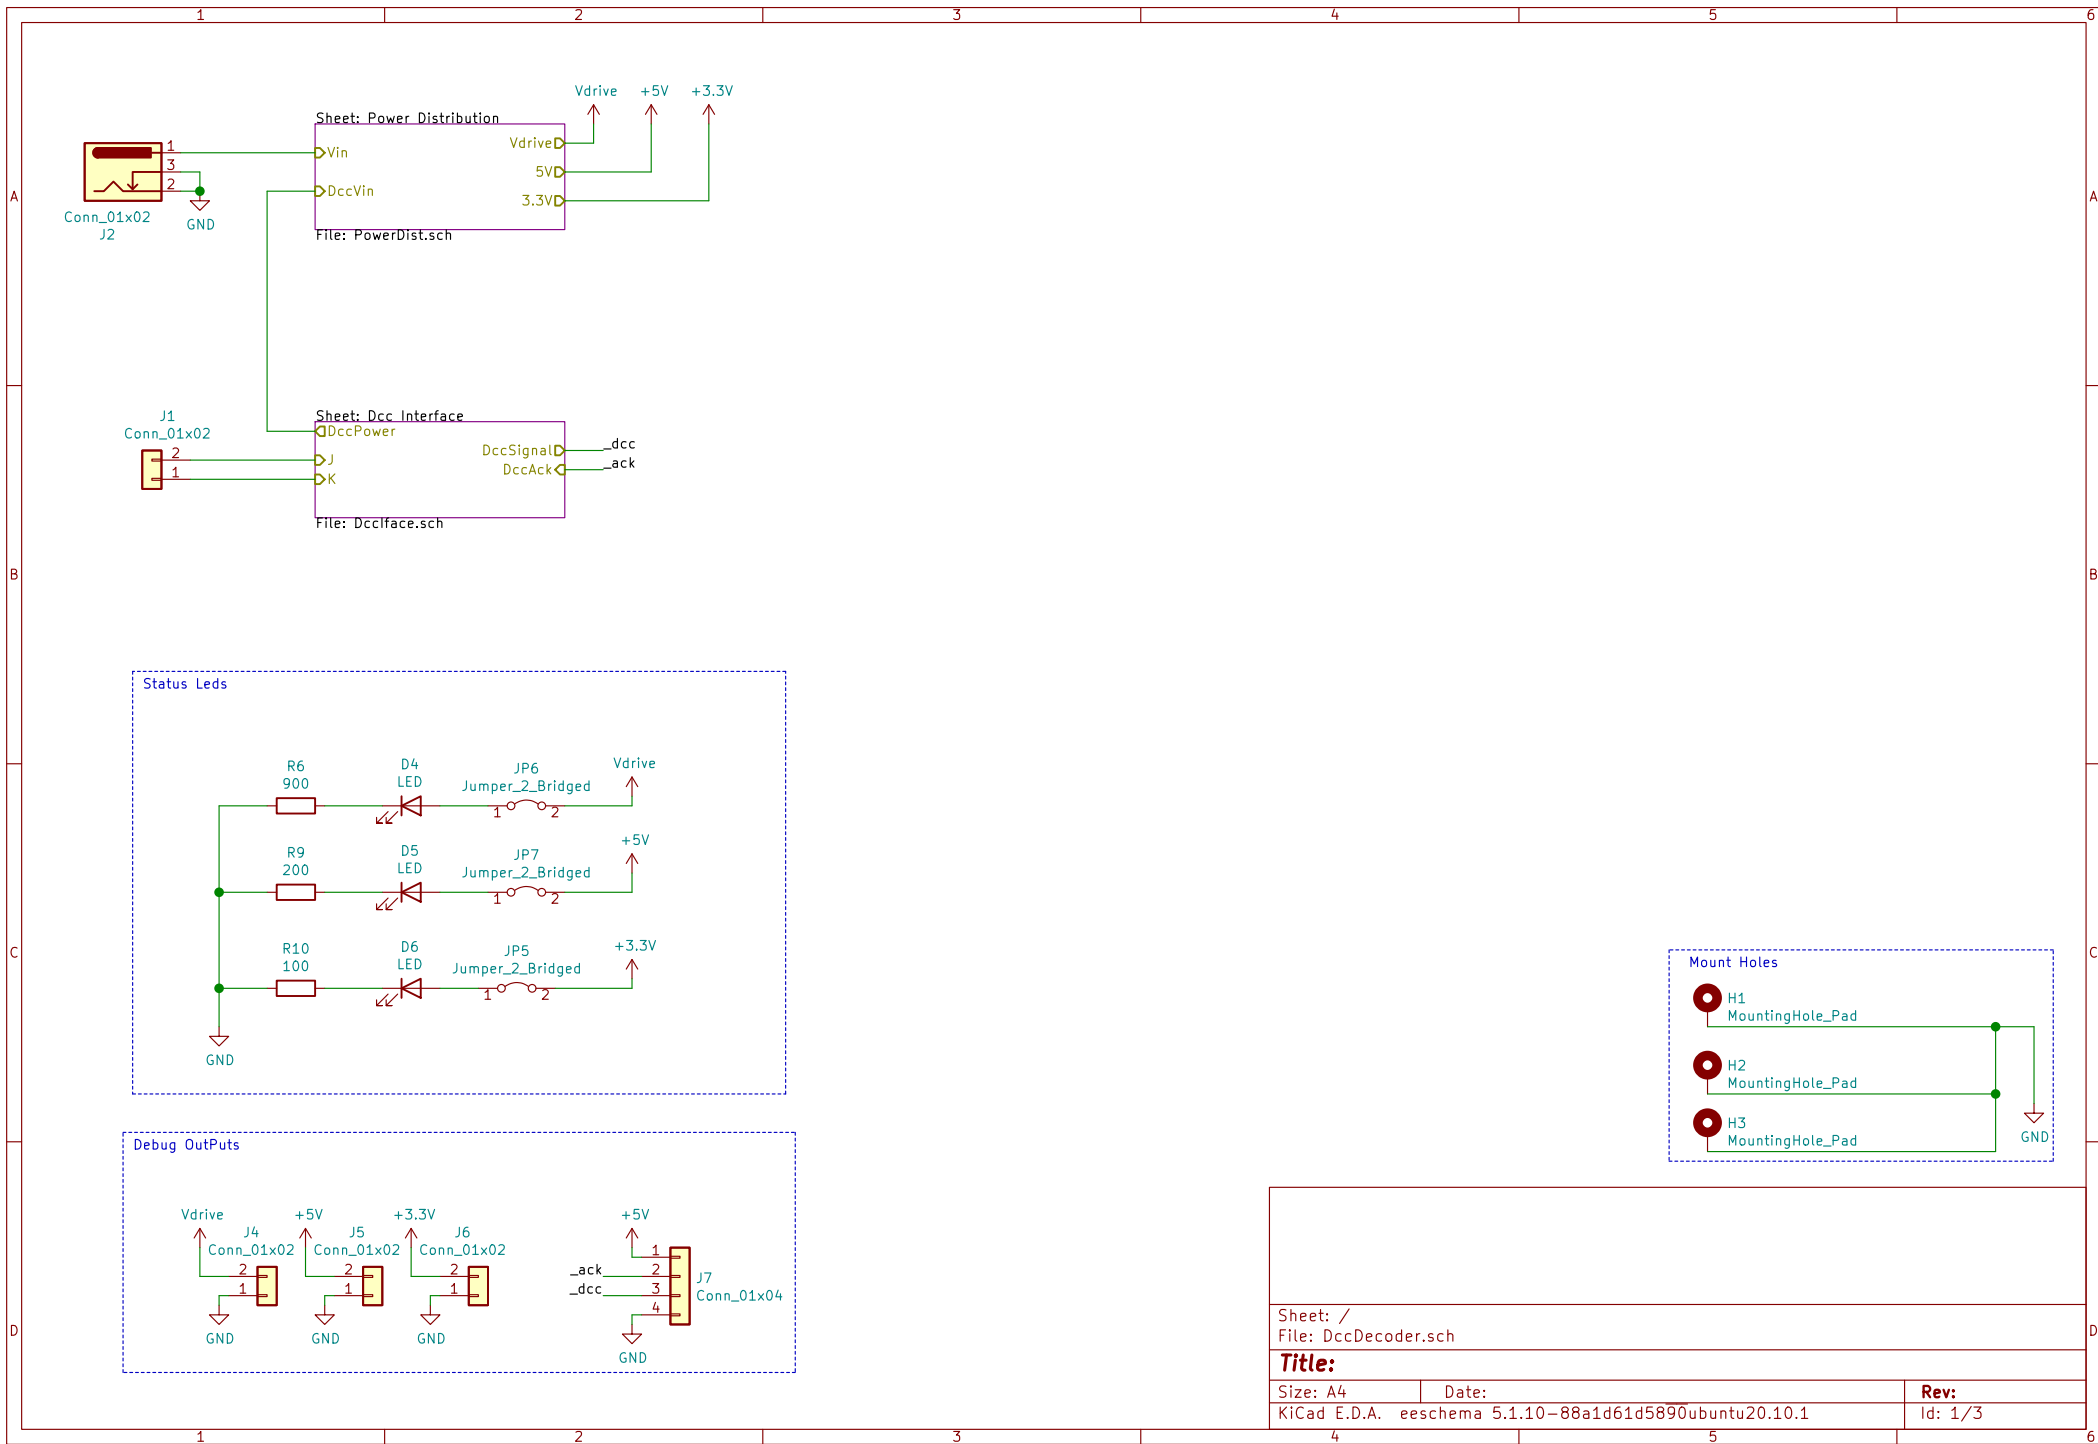 1 2 3 4 5 6
A A
B B
C C
D D
1 2 3 4 5 6
Vdrive +5V +3.3V
Sheet: Power Distribution
Vin
DccVin
Vdrive
5V
3.3V
File: PowerDist.sch
1
3
2
Conn_01x02
J2
GND
J1
Conn_01x02
2
1
Sheet: Dcc Interface
DccPower
J
K
DccSignal
DccAck
_dcc
_ack
File: DccIface.sch
Status Leds
R6
900
D4
LED
JP6
Jumper_2_Bridged
1 2
Vdrive
R9
200
D5
LED
JP7
Jumper_2_Bridged
1 2
+5V
R10
100
D6
LED
JP5
Jumper_2_Bridged
1 2
+3.3V
GND
Debug OutPuts
Vdrive
J4
Conn_01x02
2
1
GND
+5V
J5
Conn_01x02
2
1
GND
+3.3V
J6
Conn_01x02
2
1
GND
+5V
_ack
_dcc
1
2
3
4
J7
Conn_01x04
GND
Mount Holes
H1
MountingHole_Pad
H2
MountingHole_Pad
H3
MountingHole_Pad
GND
Sheet: /
File: DccDecoder.sch
Title:
Size: A4 Date: Rev:
KiCad E.D.A. eeschema 5.1.10-88a1d61d5890ubuntu20.10.1 Id: 1/3